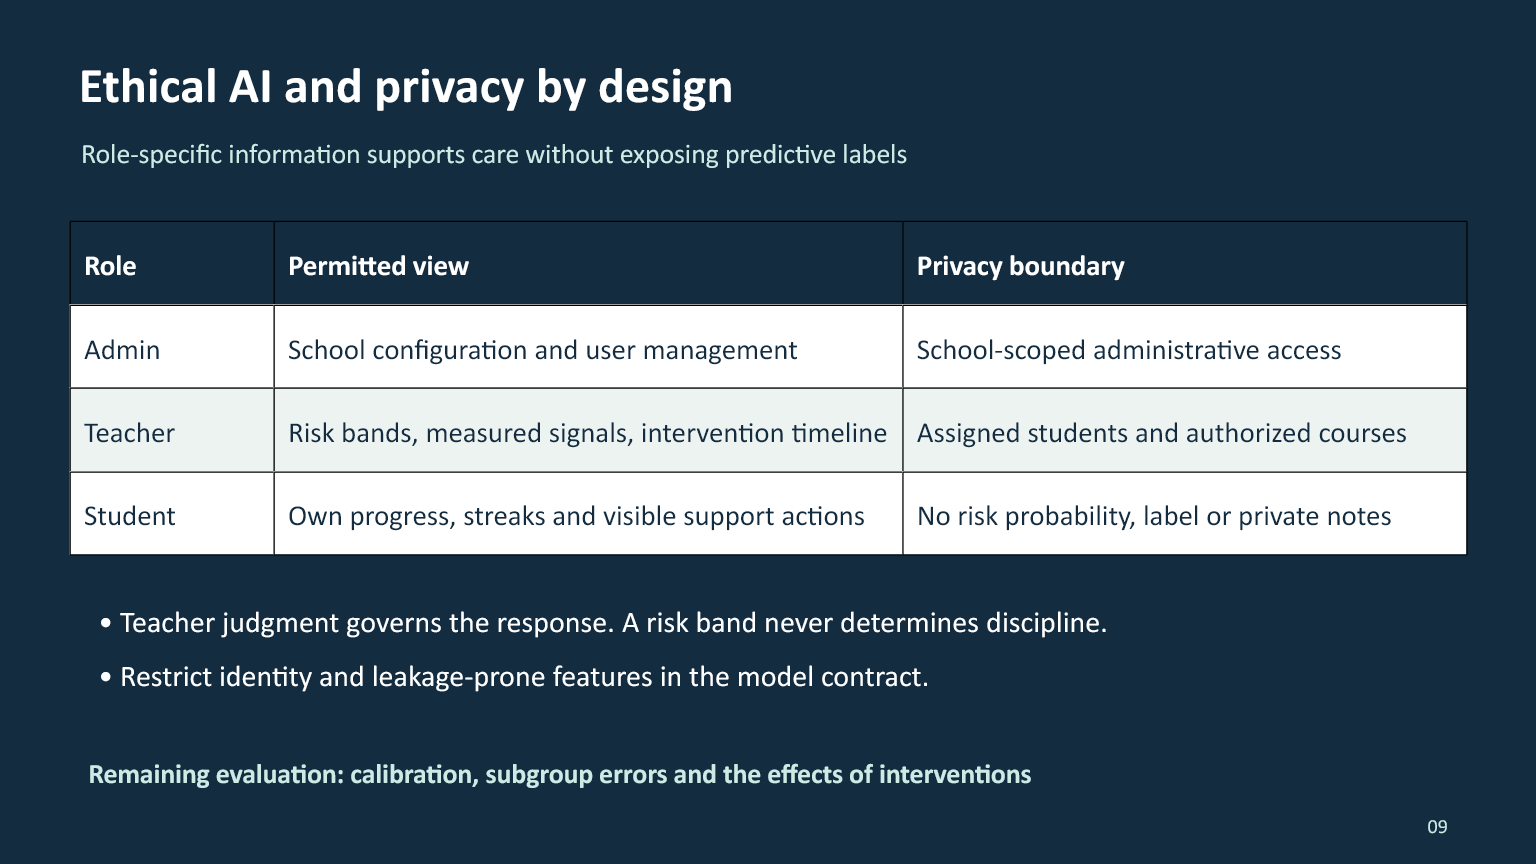 Ethical AI and privacy by design
Role-specific information supports care without exposing predictive labels
Role Permitted view Privacy boundary
Admin School configuration and user management School-scoped administrative access
Teacher Risk bands, measured signals, intervention timeline Assigned students and authorized courses
Student Own progress, streaks and visible support actions No risk probability, label or private notes
• Teacher judgment governs the response. A risk band never determines discipline.
• Restrict identity and leakage-prone features in the model contract.
Remaining evaluation: calibration, subgroup errors and the effects of interventions
09